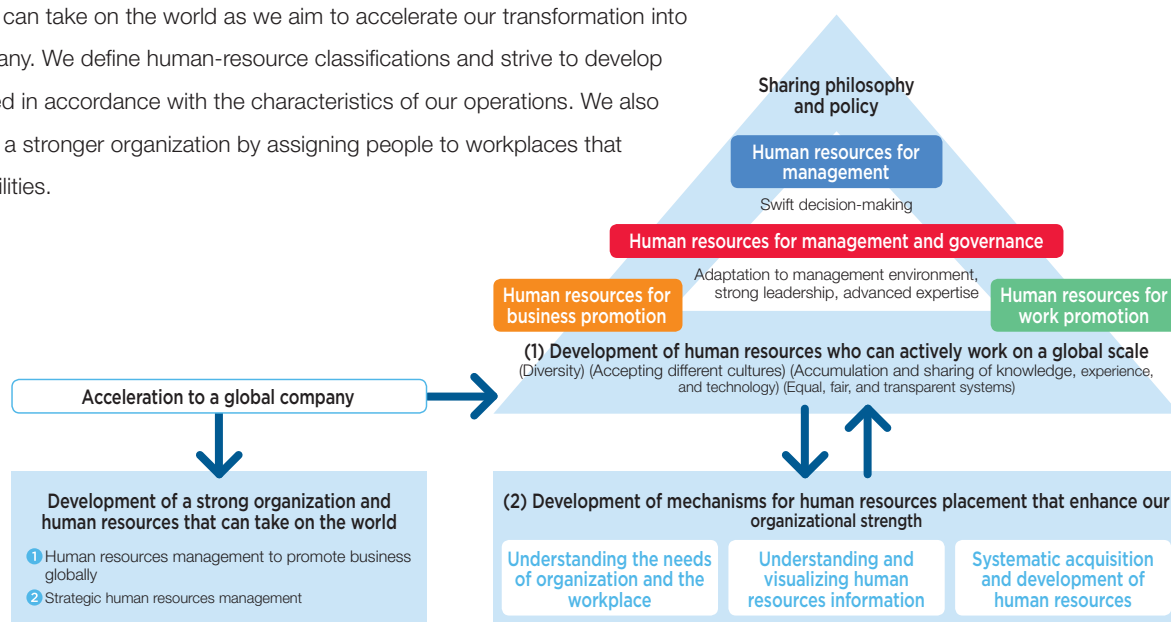 can take on the world as we aim to accelerate our transformation into
any. We define human-resource classifications and strive to develop
ed in accordance with the characteristics of our operations. We also
a stronger organization by assigning people to workplaces that
ilities.
Sharing philosophy
and policy
Human resources for
management
Swift decision-making
Human resources for management and governance
Adaptation to management environment,
strong leadership, advanced expertise
Human resources for
business promotion
Human resources for
work promotion
(1) Development of human resources who can actively work on a global scale
(Diversity) (Accepting different cultures) (Accumulation and sharing of knowledge, experience,
and technology) (Equal, fair, and transparent systems)
Acceleration to a global company
Development of a strong organization and
human resources that can take on the world
1 Human resources management to promote business
globally
2 Strategic human resources management
(2) Development of mechanisms for human resources placement that enhance our
organizational strength
Understanding the needs
of organization and the
workplace
Understanding and
visualizing human
resources information
Systematic acquisition
and development of
human resources